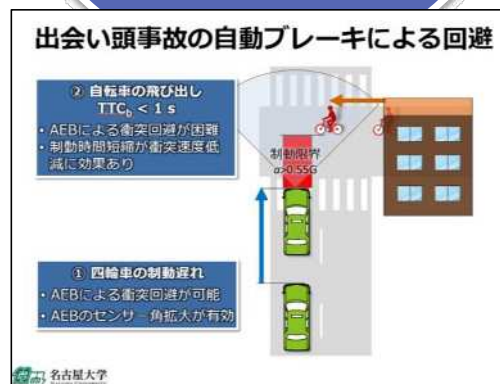 出会い頭事故の自動ブレーキによる回避
② 自転車の飛び出し
TTCb < 1 s
• AEBによる衝突回避が困難
• 制動時間短縮が衝突速度低
減に効果あり
制動限界
α>0.55G
① 四輪車の制動遅れ
• AEBによる衝突回避が可能
• AEBのセンサー角拡大が有効
名古屋大学